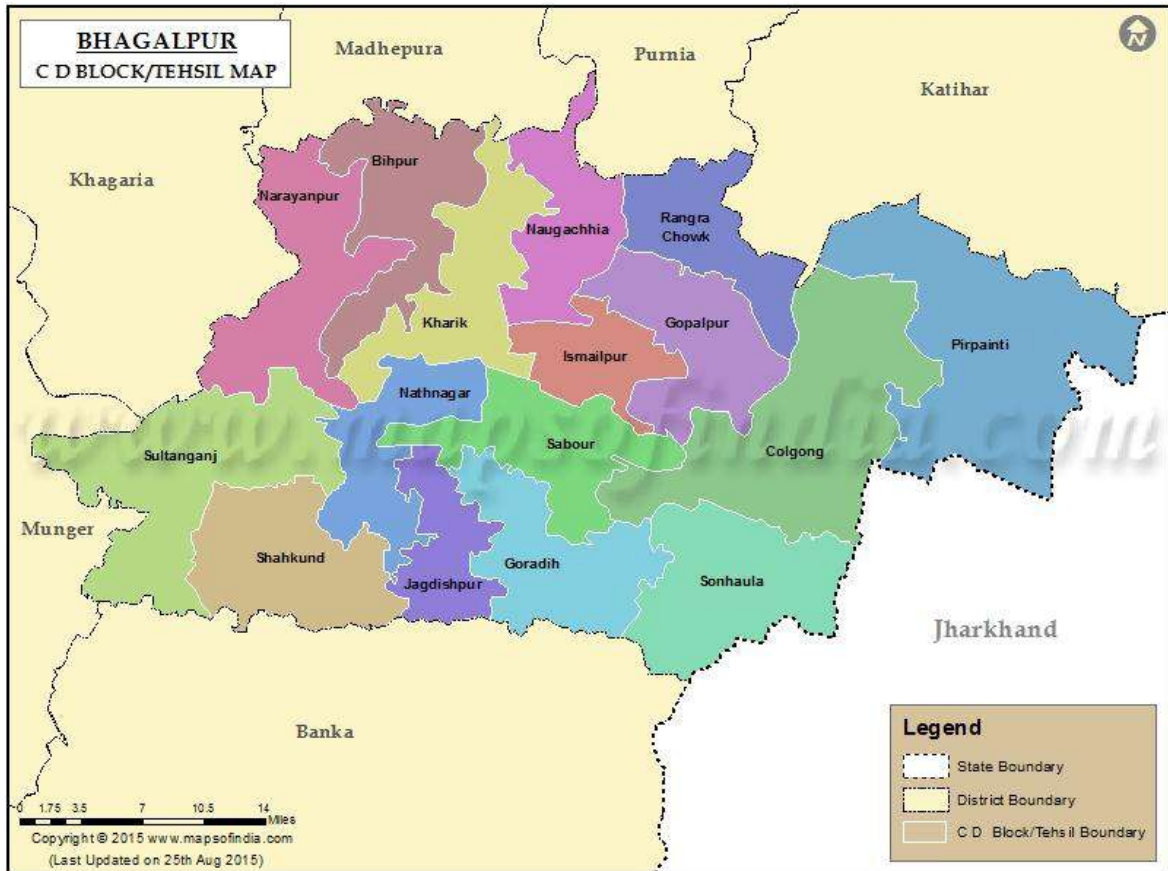 BHAGALPUR
C D BLOCK/TEHSIL MAP
N
Madhepura
Purnia
Katihar
Khagaria
Bihpur
Narayanpur
Naugachhia
Rangra
Chowk
Kharik
Gopalpur
Ismailpur
Pirpainti
Nathnagar
www.mapsofindia.com
Sultanganj
Sabour
Colgong
Munger
Shahkund
Jagdishpur
Goradih
Sonhaula
Jharkhand
Banka
Legend
State Boundary
District Boundary
C D Block/Tehsil Boundary
0 1.75 3.5 7 10.5 14
Miles
Copyright © 2015 www.mapsofindia.com
(Last Updated on 25th Aug 2015)